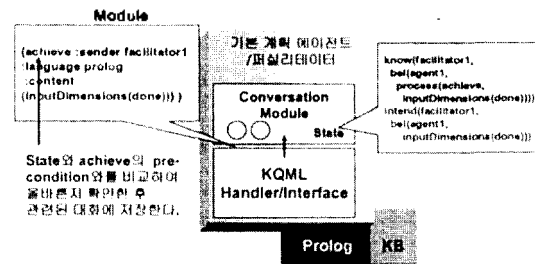 Module
(achieve :sender facilitator1
:language prolog
:content
(inputDimensions(done))) )
State와 achieve의 pre-
condition와를 비교하여
올바른지 확인한 후
관련된 대화에 저장한다.
기본 계획 에이전트
/퍼실리테이터
Conversation
Module
State
KQML
Handler/Interface
Prolog
KB
know(facilitator1,
bel(agent1,
process(achieve,
inputDimensions(done))))
intend(facilitator1,
bel(agent1,
inputDimensions(done)))